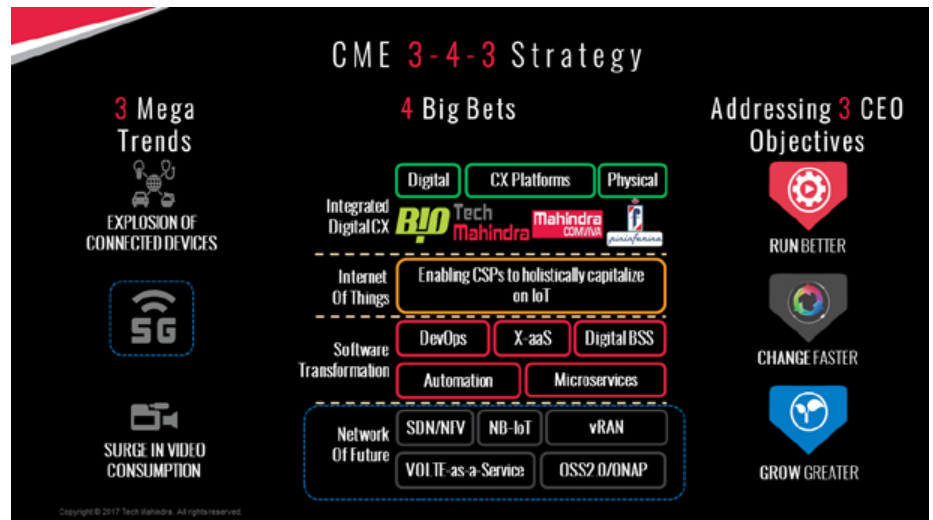 CME 3-4-3 Strategy
3 Mega
Trends
EXPLOSION OF
CONNECTED DEVICES
5G
SURGE IN VIDEO
CONSUMPTION
4 Big Bets
Integrated
Digital CX
Digital
CX Platforms
Physical
BIO
Tech
Mahindra
Mahindra
COMVIVA
pininfarina
Internet
Of Things
Enabling CSPs to holistically capitalize
on IoT
Software
Transformation
DevOps
X-aaS
Digital BSS
Automation
Microservices
Network
Of Future
SDN/NFV
NB-IoT
vRAN
VOLTE-as-a-Service
OSS2.0/ONAP
Addressing 3 CEO
Objectives
RUN BETTER
CHANGE FASTER
GROW GREATER
Copyright © 2017 Tech Mahindra. All rights reserved.